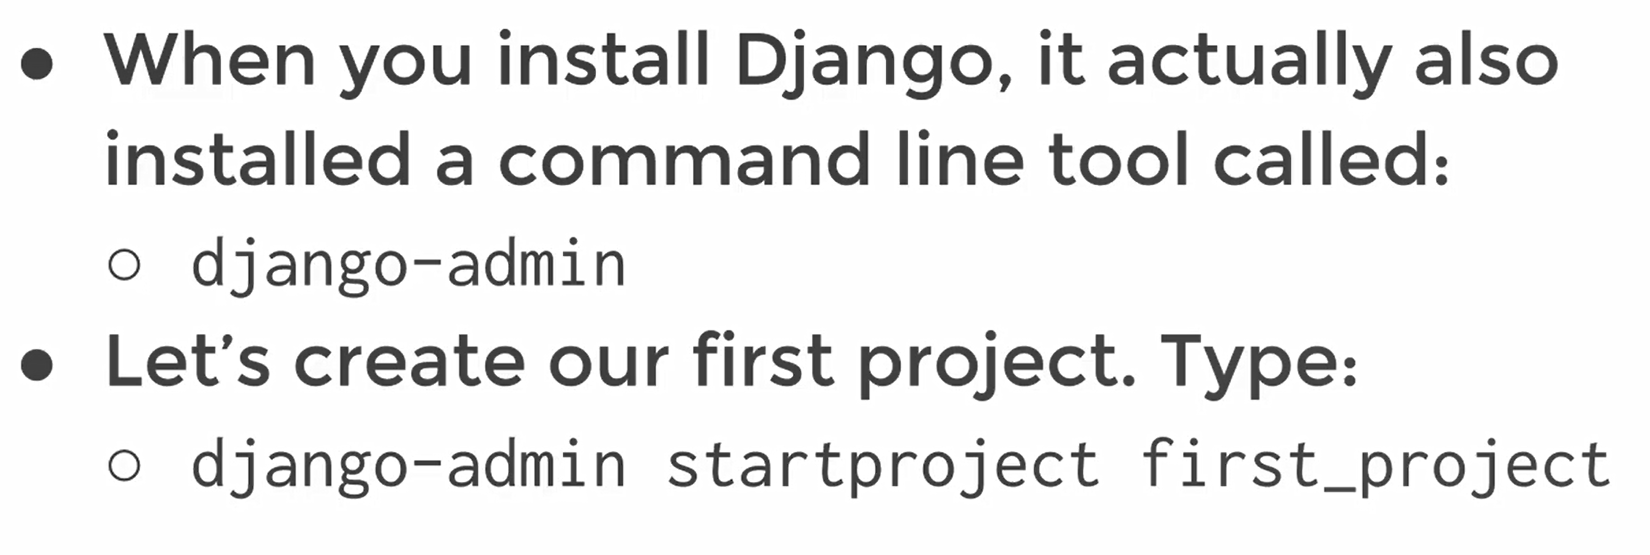 ● When you install Django, it actually also
installed a command line tool called:
○ django-admin
● Let’s create our first project. Type:
○ django-admin startproject first_project